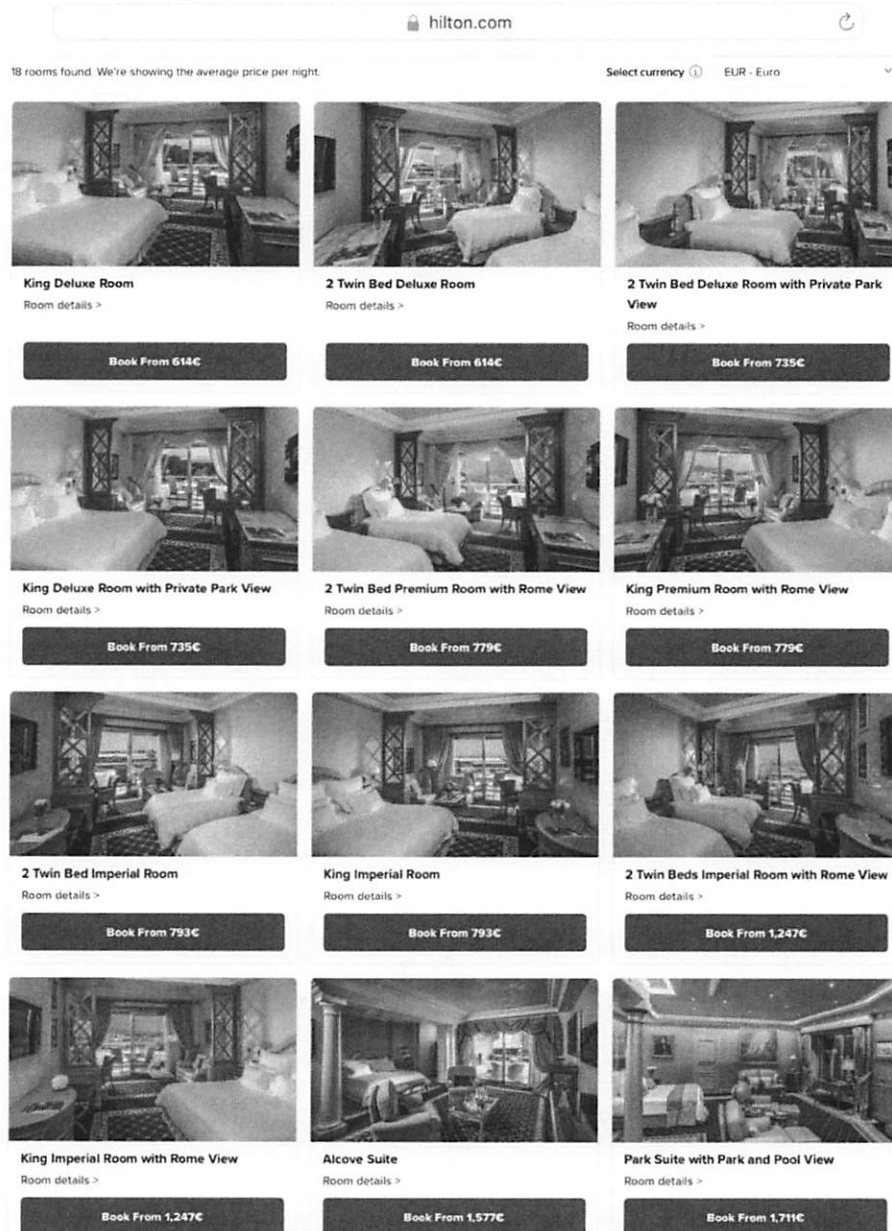 hilton.com
18 rooms found. We're showing the average price per night.
Select currency ⓘ EUR - Euro
King Deluxe Room
Room details >
Book From 614€
2 Twin Bed Deluxe Room
Room details >
Book From 614€
2 Twin Bed Deluxe Room with Private Park
View
Room details >
Book From 735€
King Deluxe Room with Private Park View
Room details >
Book From 735€
2 Twin Bed Premium Room with Rome View
Room details >
Book From 779€
King Premium Room with Rome View
Room details >
Book From 779€
2 Twin Bed Imperial Room
Room details >
Book From 793€
King Imperial Room
Room details >
Book From 793€
2 Twin Beds Imperial Room with Rome View
Room details >
Book From 1,247€
King Imperial Room with Rome View
Room details >
Book From 1,247€
Alcove Suite
Room details >
Book From 1,577€
Park Suite with Park and Pool View
Room details >
Book From 1,711€